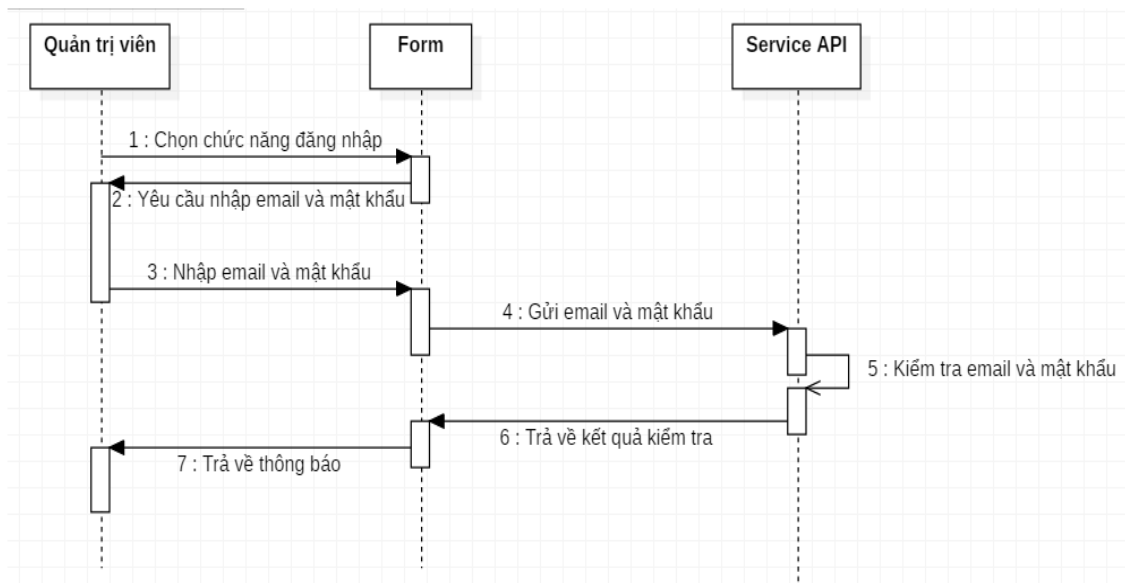 Quản trị viên
Form
Service API
1 : Chọn chức năng đăng nhập
2 : Yêu cầu nhập email và mật khẩu
3 : Nhập email và mật khẩu
4 : Gửi email và mật khẩu
5 : Kiểm tra email và mật khẩu
6 : Trả về kết quả kiểm tra
7 : Trả về thông báo